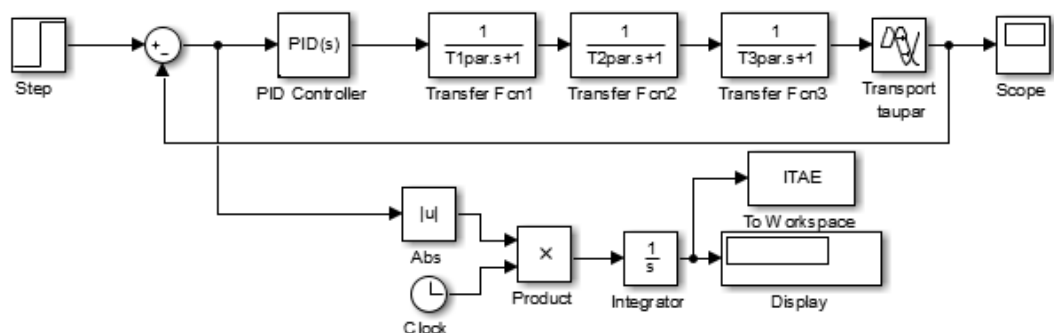 Step
+
−
PID(s)
PID Controller
1
T1par.s+1
Transfer Fcn1
1
T2par.s+1
Transfer Fcn2
1
T3par.s+1
Transfer Fcn3
Transport
taupar
Scope
|u|
Abs
Clock
×
Product
1
s
Integrator
ITAE
To Workspace
Display